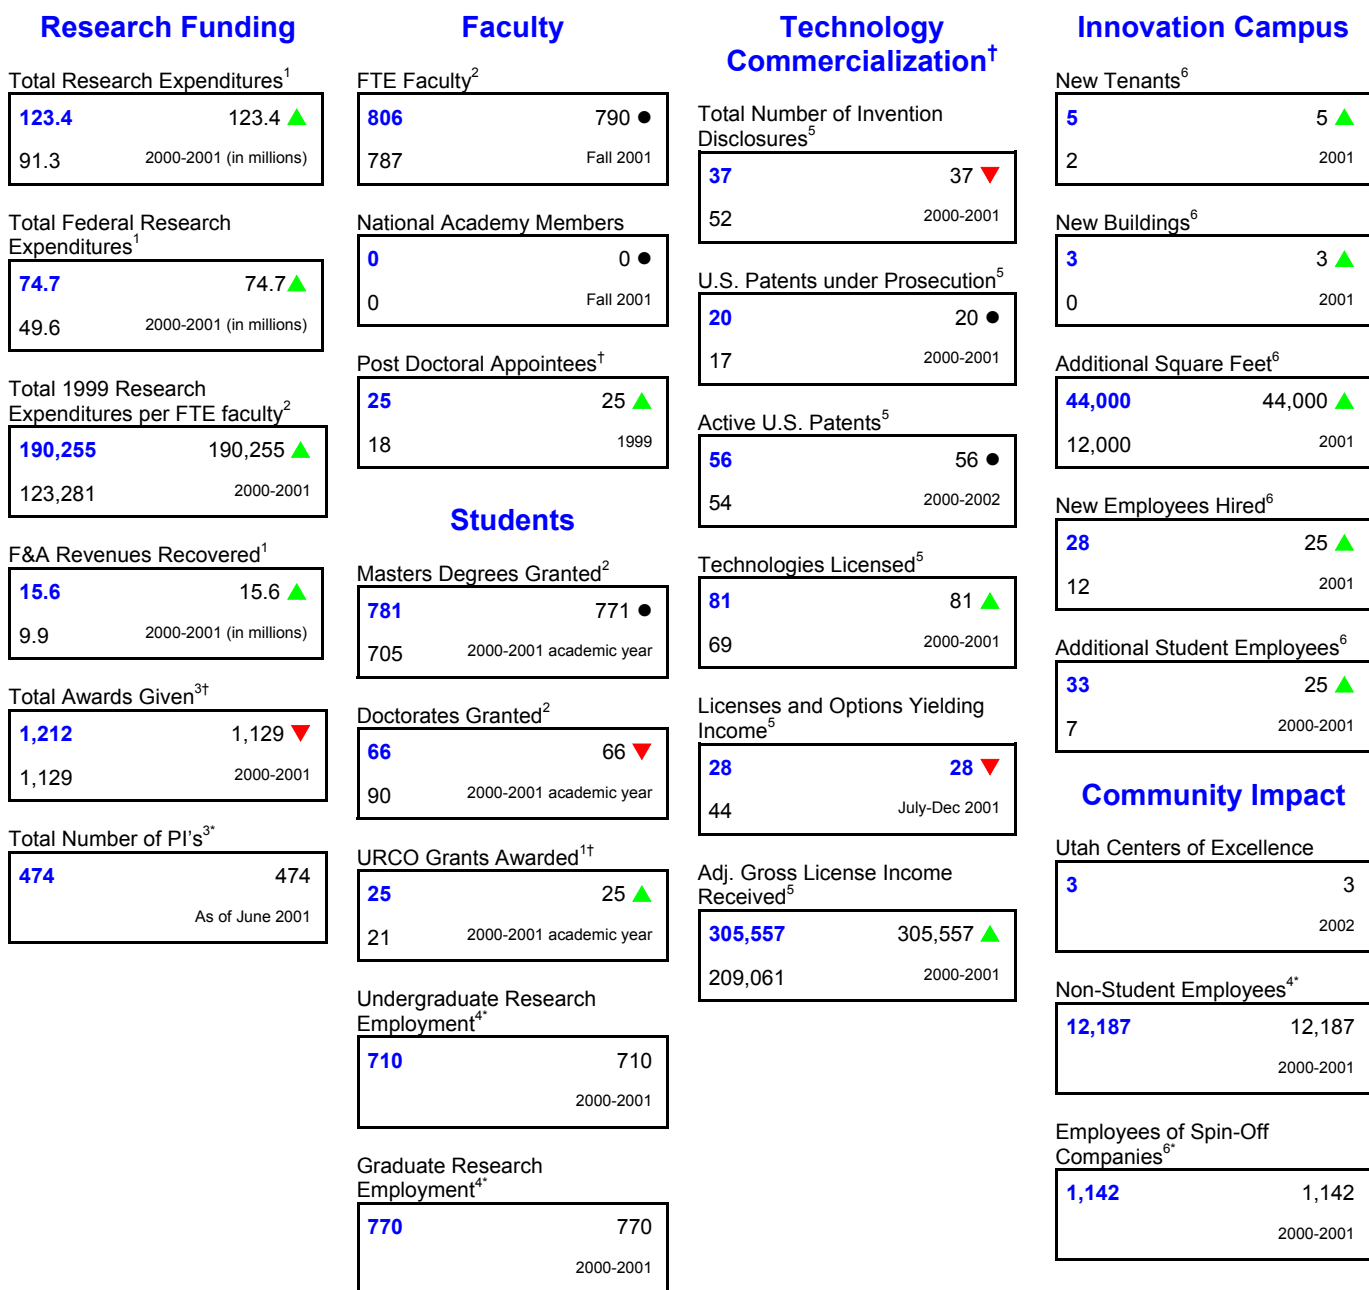 Research Funding
Total Research Expenditures1
123.4 123.4
91.3 2000-2001 (in millions)
Total Federal Research
Expenditures1
74.7 74.7
49.6 2000-2001 (in millions)
Total 1999 Research
Expenditures per FTE faculty2
190,255 190,255
123,281 2000-2001
F&A Revenues Recovered1
15.6 15.6
9.9 2000-2001 (in millions)
Total Awards Given3†
1,212 1,129
1,129 2000-2001
Total Number of PI's3*
474 474
As of June 2001
Faculty
FTE Faculty2
806 790
787 Fall 2001
National Academy Members
0 0
0 Fall 2001
Post Doctoral Appointees†
25 25
18 1999
Students
Masters Degrees Granted2
781 771
705 2000-2001 academic year
Doctorates Granted2
66 66
90 2000-2001 academic year
URCO Grants Awarded1†
25 25
21 2000-2001 academic year
Undergraduate Research
Employment4*
710 710
2000-2001
Graduate Research
Employment4*
770 770
2000-2001
Technology
Commercialization†
Total Number of Invention
Disclosures5
37 37
52 2000-2001
U.S. Patents under Prosecution5
20 20
17 2000-2001
Active U.S. Patents5
56 56
54 2000-2002
Technologies Licensed5
81 81
69 2000-2001
Licenses and Options Yielding
Income5
28 28
44 July-Dec 2001
Adj. Gross License Income
Received5
305,557 305,557
209,061 2000-2001
Innovation Campus
New Tenants6
5 5
2 2001
New Buildings6
3 3
0 2001
Additional Square Feet6
44,000 44,000
12,000 2001
New Employees Hired6
28 25
12 2001
Additional Student Employees6
33 25
7 2000-2001
Community Impact
Utah Centers of Excellence
3 3
2002
Non-Student Employees4*
12,187 12,187
2000-2001
Employees of Spin-Off
Companies6*
1,142 1,142
2000-2001